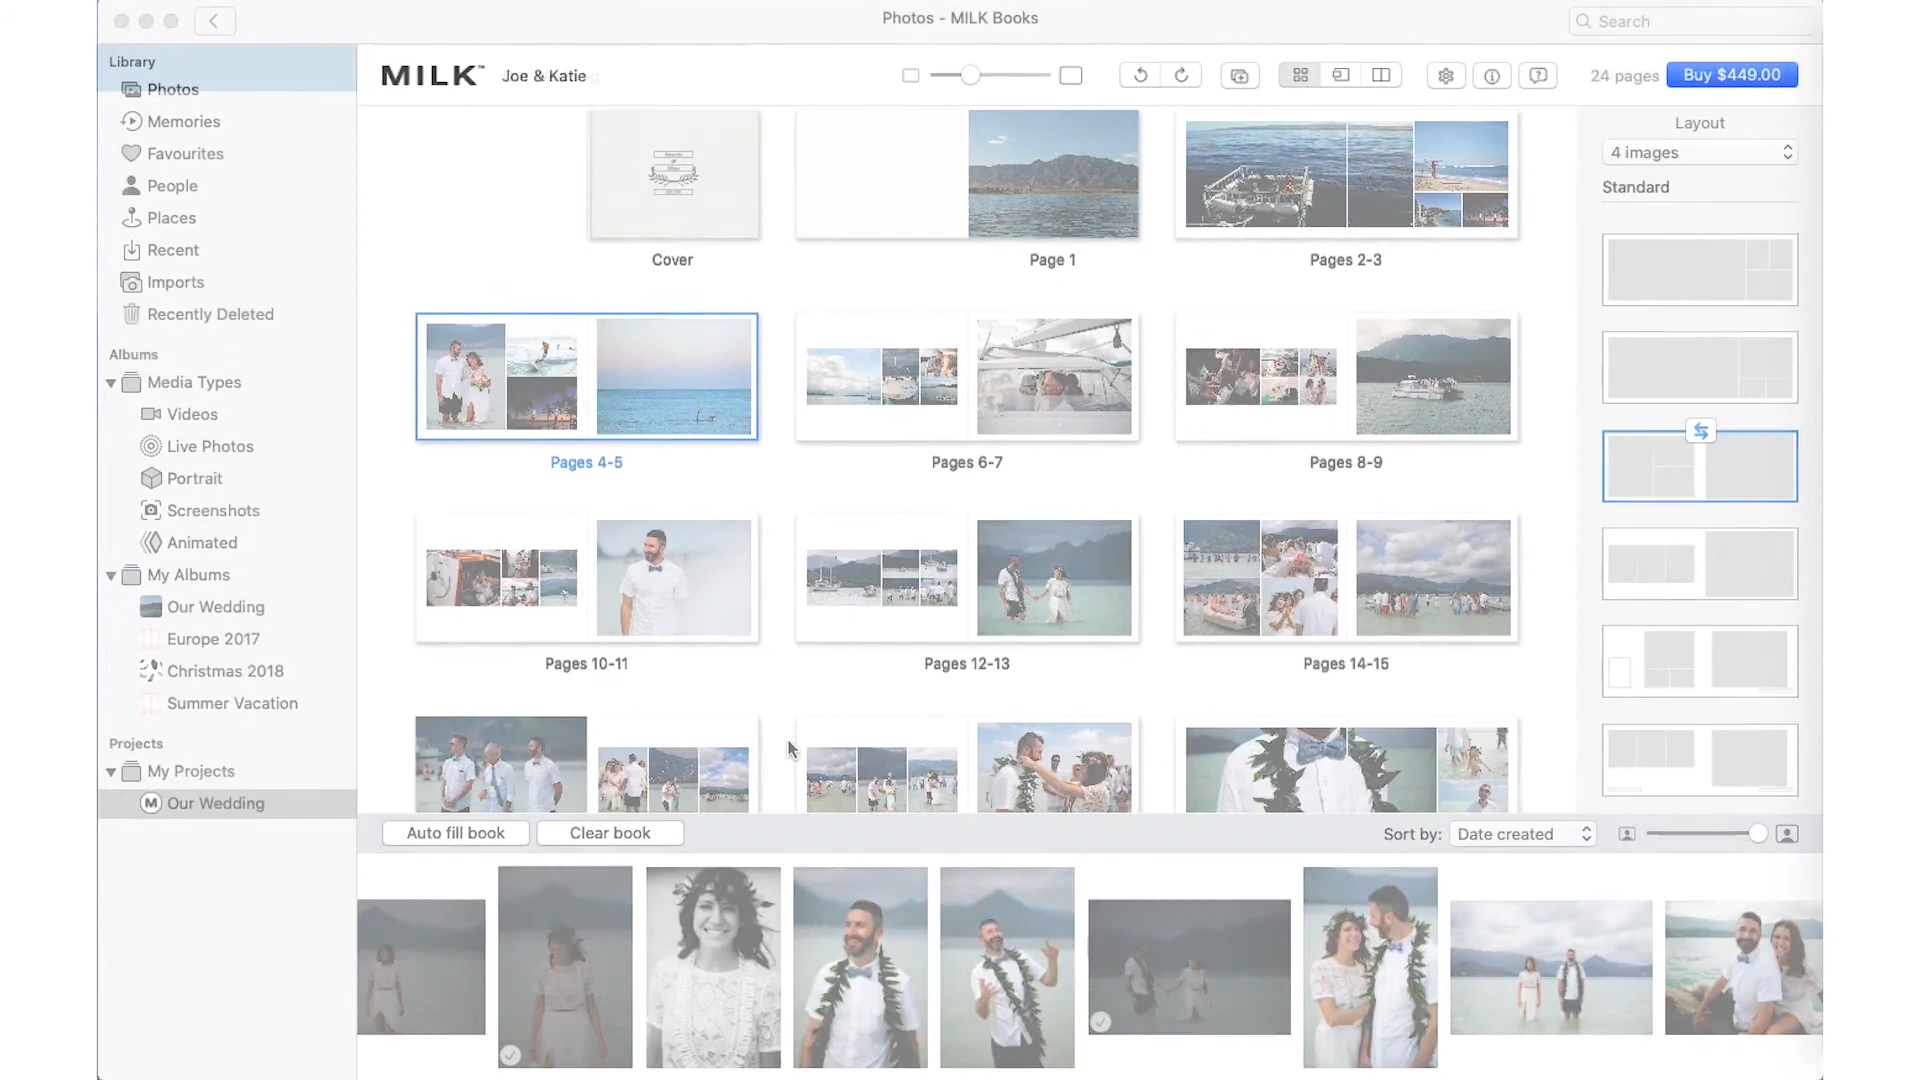 Photos - MILK Books
Search
Library
Photos
Memories
Favourites
People
Places
Recent
Imports
Recently Deleted
Albums
Media Types
Videos
Live Photos
Portrait
Screenshots
Animated
My Albums
Our Wedding
Europe 2017
Christmas 2018
Summer Vacation
Projects
My Projects
M Our Wedding
MILK™ Joe & Katie
24 pages Buy $449.00
Cover
Page 1
Pages 2-3
Pages 4-5
Pages 6-7
Pages 8-9
Pages 10-11
Pages 12-13
Pages 14-15
Layout
4 images
Standard
Auto fill book
Clear book
Sort by: Date created